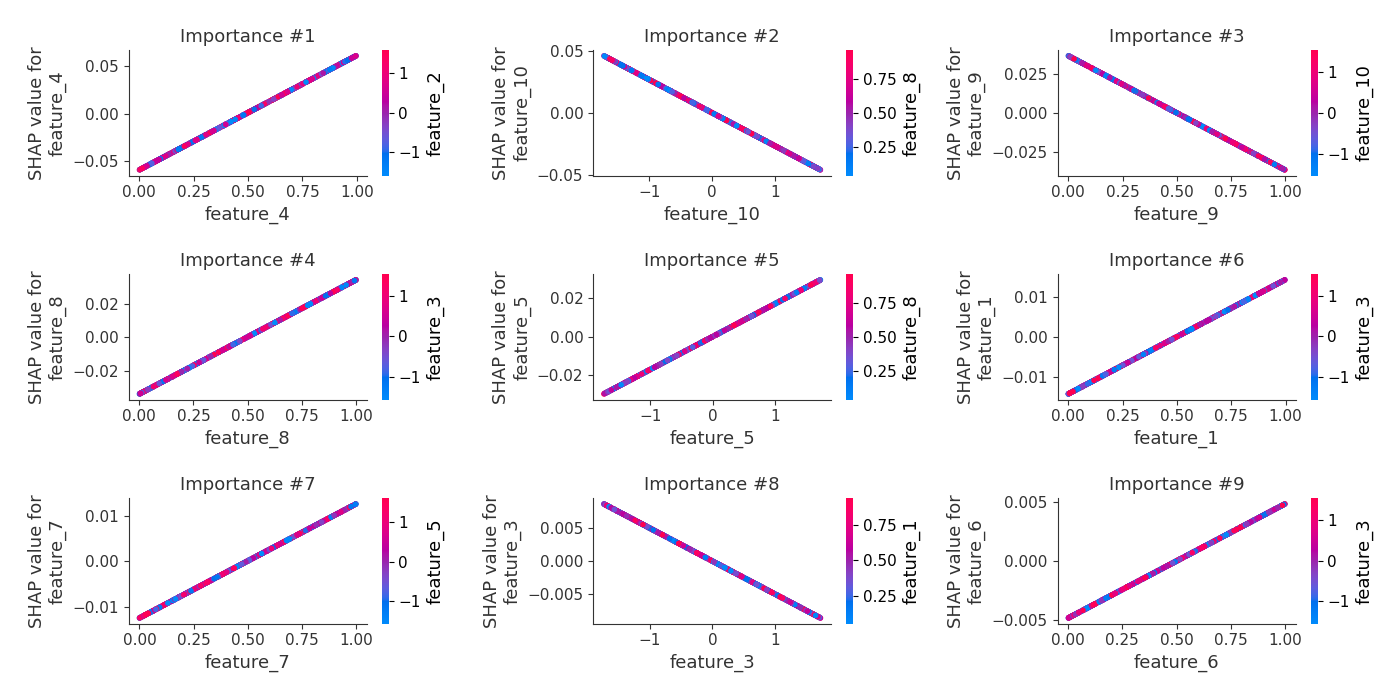 Importance #1
SHAP value for
feature_4
0.05
0.00
−0.05
0.00 0.25 0.50 0.75 1.00
feature_4
1
0
−1
feature_2
Importance #2
SHAP value for
feature_10
0.05
0.00
−0.05
−1 0 1
feature_10
0.75
0.50
0.25
feature_8
Importance #3
SHAP value for
feature_9
0.025
0.000
−0.025
0.00 0.25 0.50 0.75 1.00
feature_9
1
0
−1
feature_10
Importance #4
SHAP value for
feature_8
0.02
0.00
−0.02
0.00 0.25 0.50 0.75 1.00
feature_8
1
0
−1
feature_3
Importance #5
SHAP value for
feature_5
0.02
0.00
−0.02
−1 0 1
feature_5
0.75
0.50
0.25
feature_8
Importance #6
SHAP value for
feature_1
0.01
0.00
−0.01
0.00 0.25 0.50 0.75 1.00
feature_1
1
0
−1
feature_3
Importance #7
SHAP value for
feature_7
0.01
0.00
−0.01
0.00 0.25 0.50 0.75 1.00
feature_7
1
0
−1
feature_5
Importance #8
SHAP value for
feature_3
0.005
0.000
−0.005
−1 0 1
feature_3
0.75
0.50
0.25
feature_1
Importance #9
SHAP value for
feature_6
0.005
0.000
−0.005
0.00 0.25 0.50 0.75 1.00
feature_6
1
0
−1
feature_3